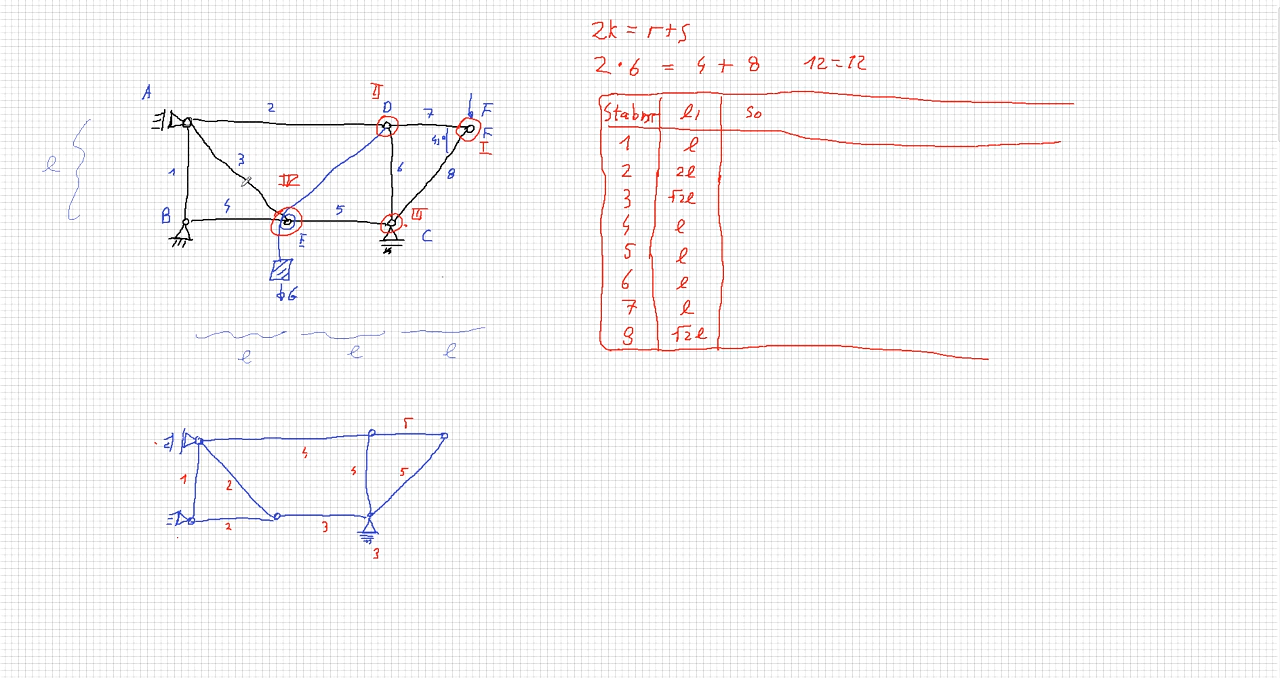 2k = r+s
2·6 = 4 + 8 12=12
A
2
II
D
7
F
F
45°
I
l
1
3
6
8
IV
B
4
5
III
E
C
G
l l l
Stabnr li S0
1 l
2 2l
3 √2l
4 l
5 l
6 l
7 l
8 √2l
5
4
1
2
4
5
2
3
3